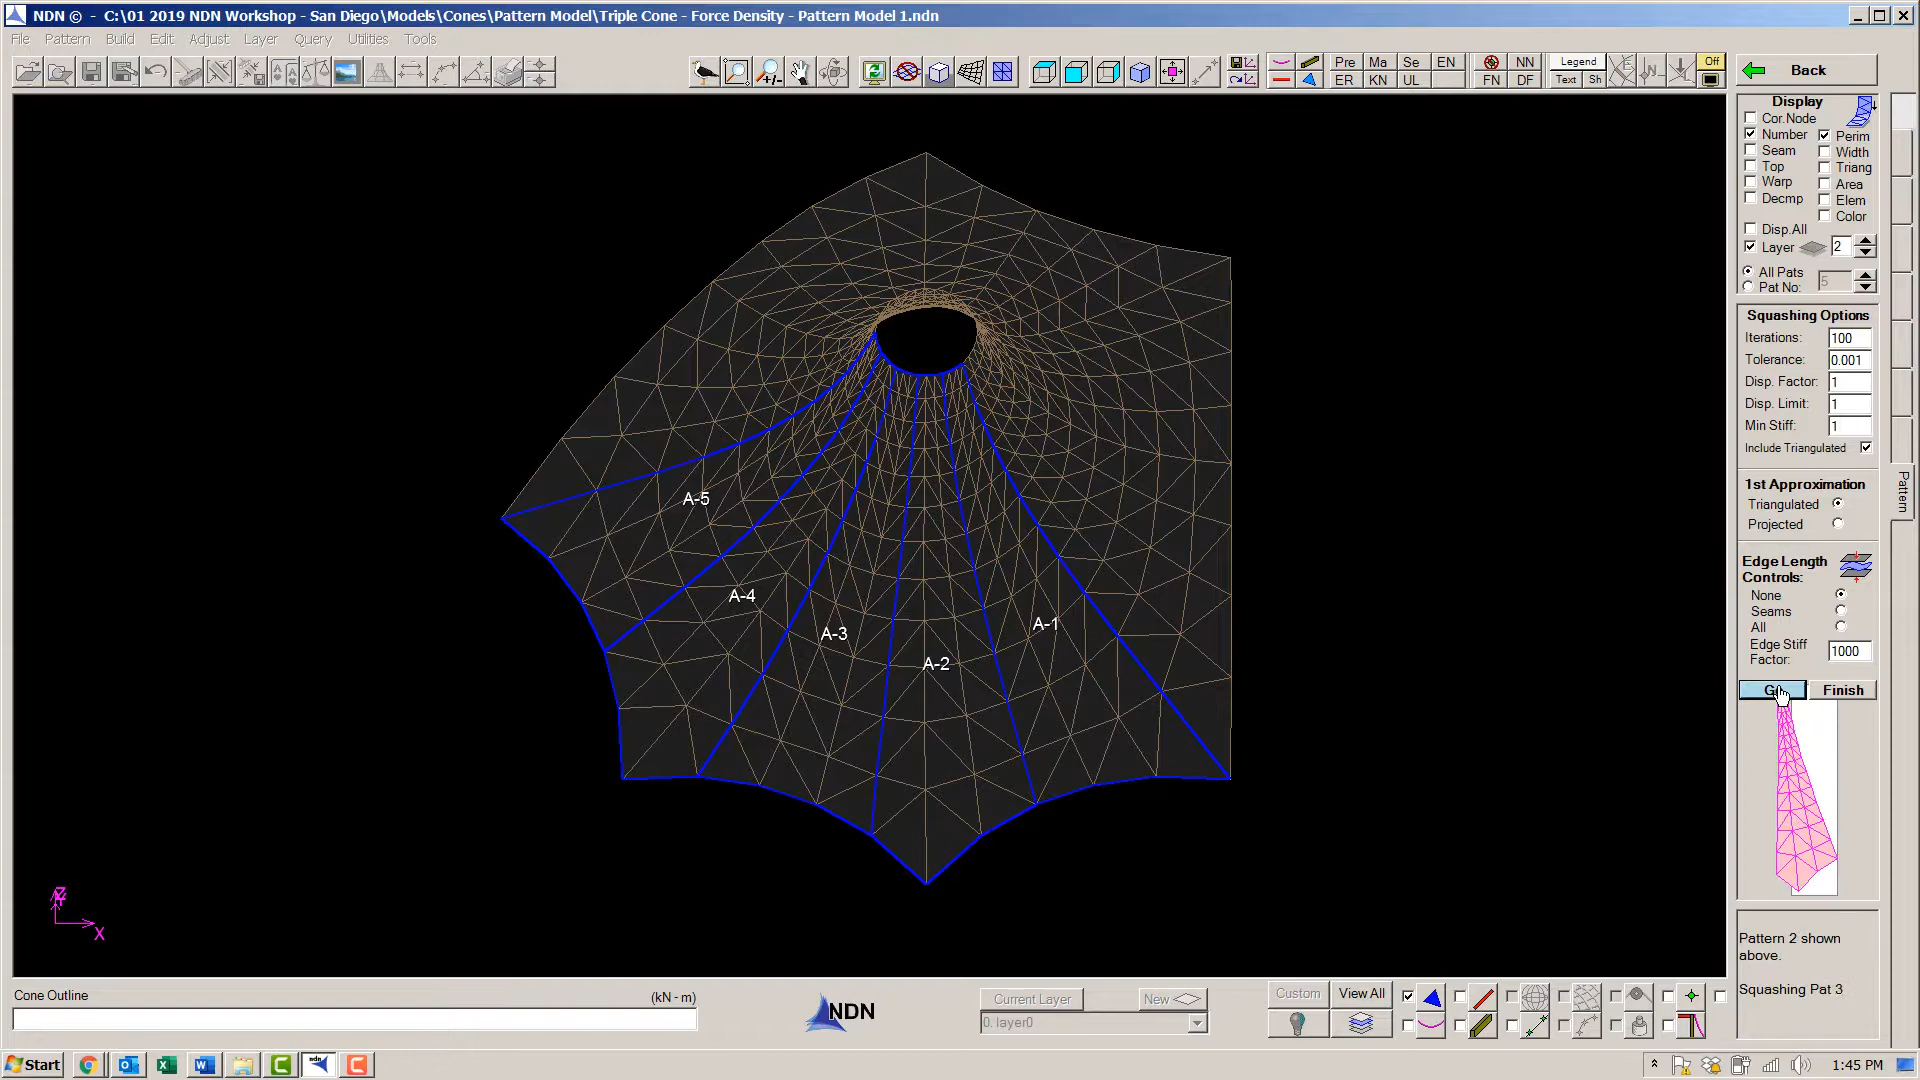 NDN © - C:\01 2019 NDN Workshop - San Diego\Models\Cones\Pattern Model\Triple Cone - Force Density - Pattern Model 1.ndn
File Pattern Build Edit Adjust Layer Query Utilities Tools
Pre Ma Se EN
ER KN UL
NN
FN DF
Legend
Text Sh
Off
Back
Display
Cor.Node
Number Perim
Seam Width
Top Triang
Warp Area
Decmp Elem
Color
Disp.All
Layer 2
All Pats
Pat No: 5
Squashing Options
Iterations: 100
Tolerance: 0.001
Disp. Factor: 1
Disp. Limit: 1
Min Stiff: 1
Include Triangulated
1st Approximation
Triangulated
Projected
Pattern
Edge Length
Controls:
None
Seams
All
Edge Stiff
Factor: 1000
Finish
Pattern 2 shown
above.
Squashing Pat 3
A-5
A-4
A-3
A-2
A-1
X
Cone Outline (kN - m)
NDN
Current Layer New
0. layer0
Custom View All
Start
1:45 PM